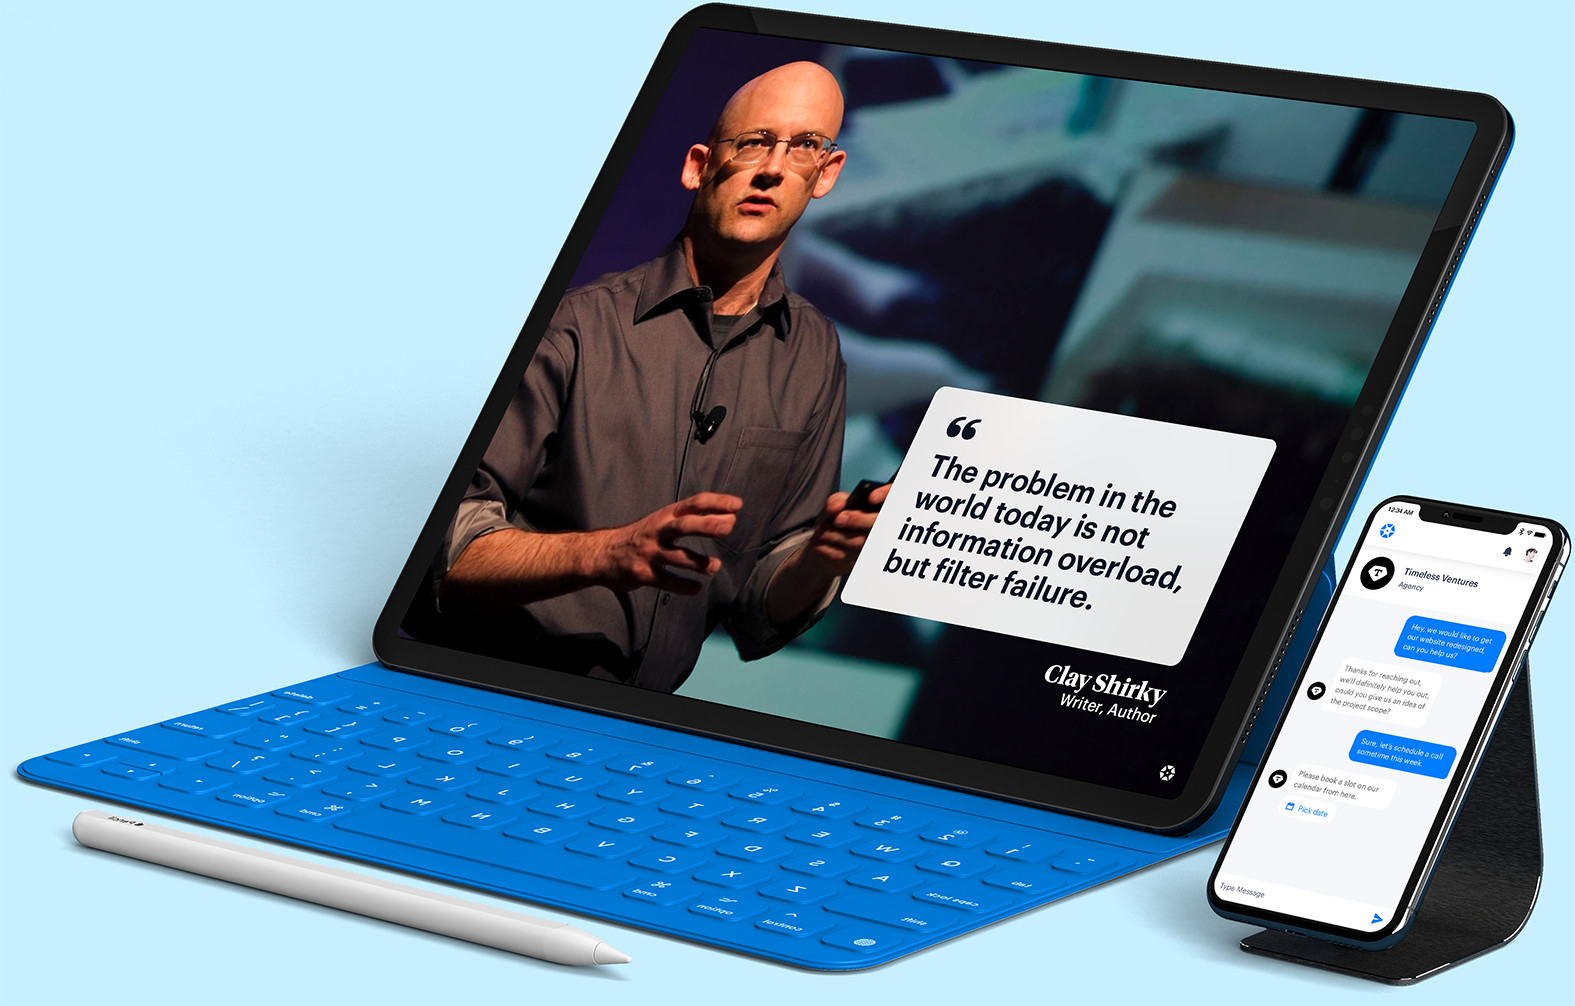 “
The problem in the
world today is not
information overload,
but filter failure.
Clay Shirky
Writer, Author
12:34 AM
T
Timeless Ventures
Agency
Hey, we would like to get
our website redesigned,
can you help us?
Thanks for reaching out,
we'll definitely help you out,
could you give us an idea of
the project scope?
Sure, let's schedule a call
sometime this week.
Please book a slot on our
calendar from here.
Pick date
Type Message
Pencil